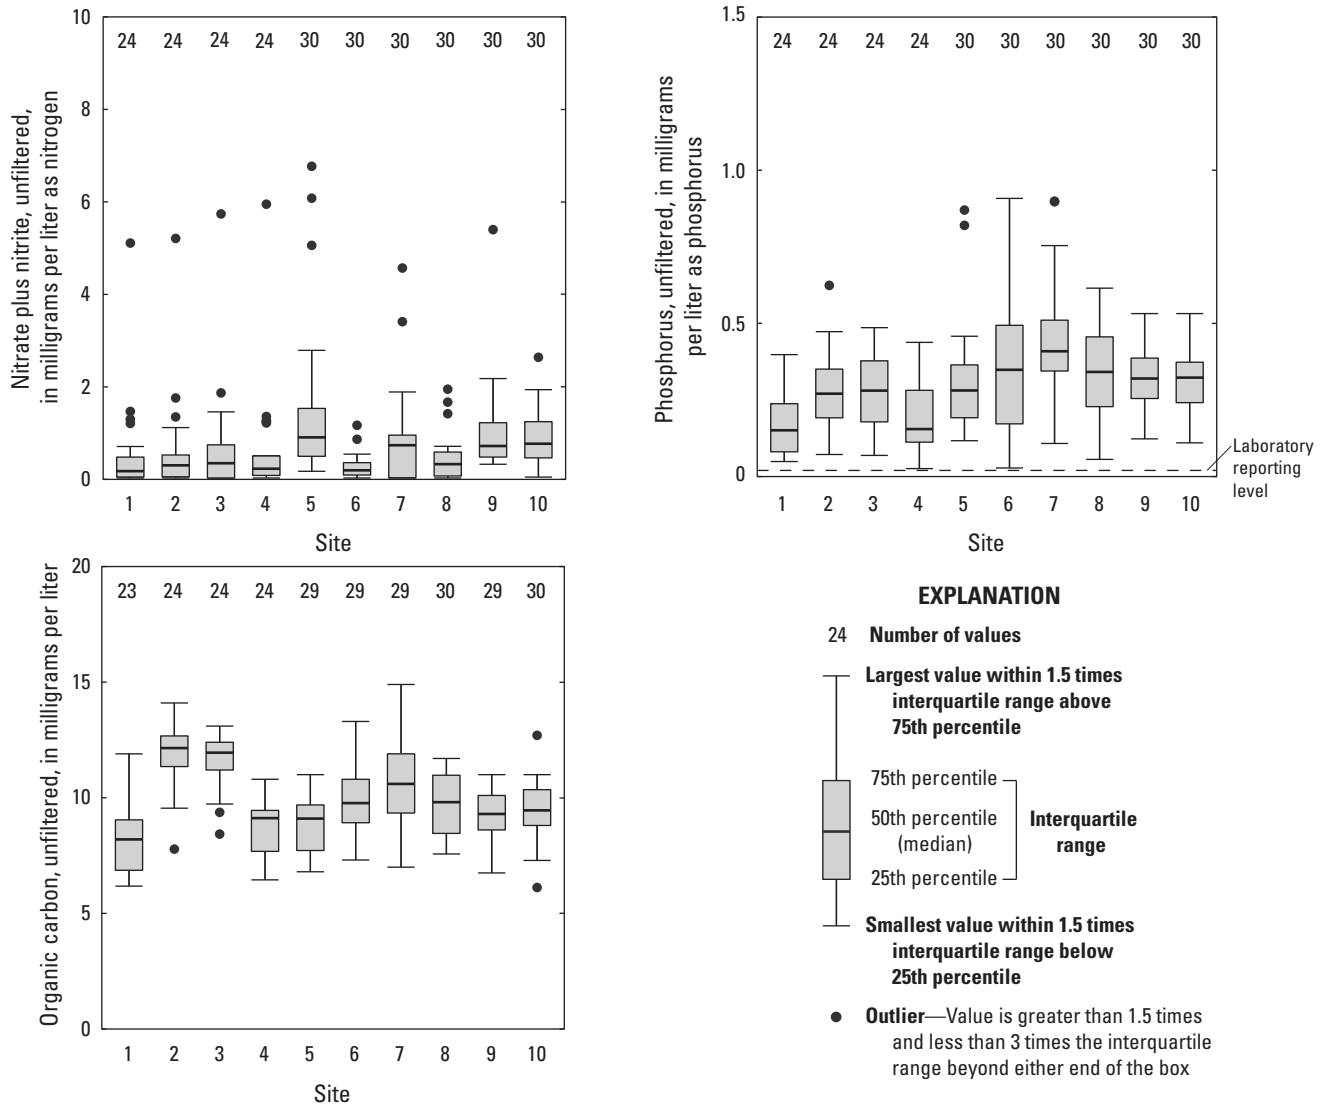 Nitrate plus nitrite, unfiltered,
in milligrams per liter as nitrogen
10
8
6
4
2
0
24 24 24 24 30 30 30 30 30 30
1 2 3 4 5 6 7 8 9 10
Site
Phosphorus, unfiltered, in milligrams
per liter as phosphorus
1.5
1.0
0.5
0
24 24 24 24 30 30 30 30 30 30
Laboratory
reporting
level
1 2 3 4 5 6 7 8 9 10
Site
Organic carbon, unfiltered, in milligrams per liter
20
15
10
5
0
23 24 24 24 29 29 29 30 29 30
1 2 3 4 5 6 7 8 9 10
Site
EXPLANATION
24 Number of values
Largest value within 1.5 times
interquartile range above
75th percentile
75th percentile
50th percentile
(median)
25th percentile
Interquartile
range
Smallest value within 1.5 times
interquartile range below
25th percentile
Outlier—Value is greater than 1.5 times
and less than 3 times the interquartile
range beyond either end of the box